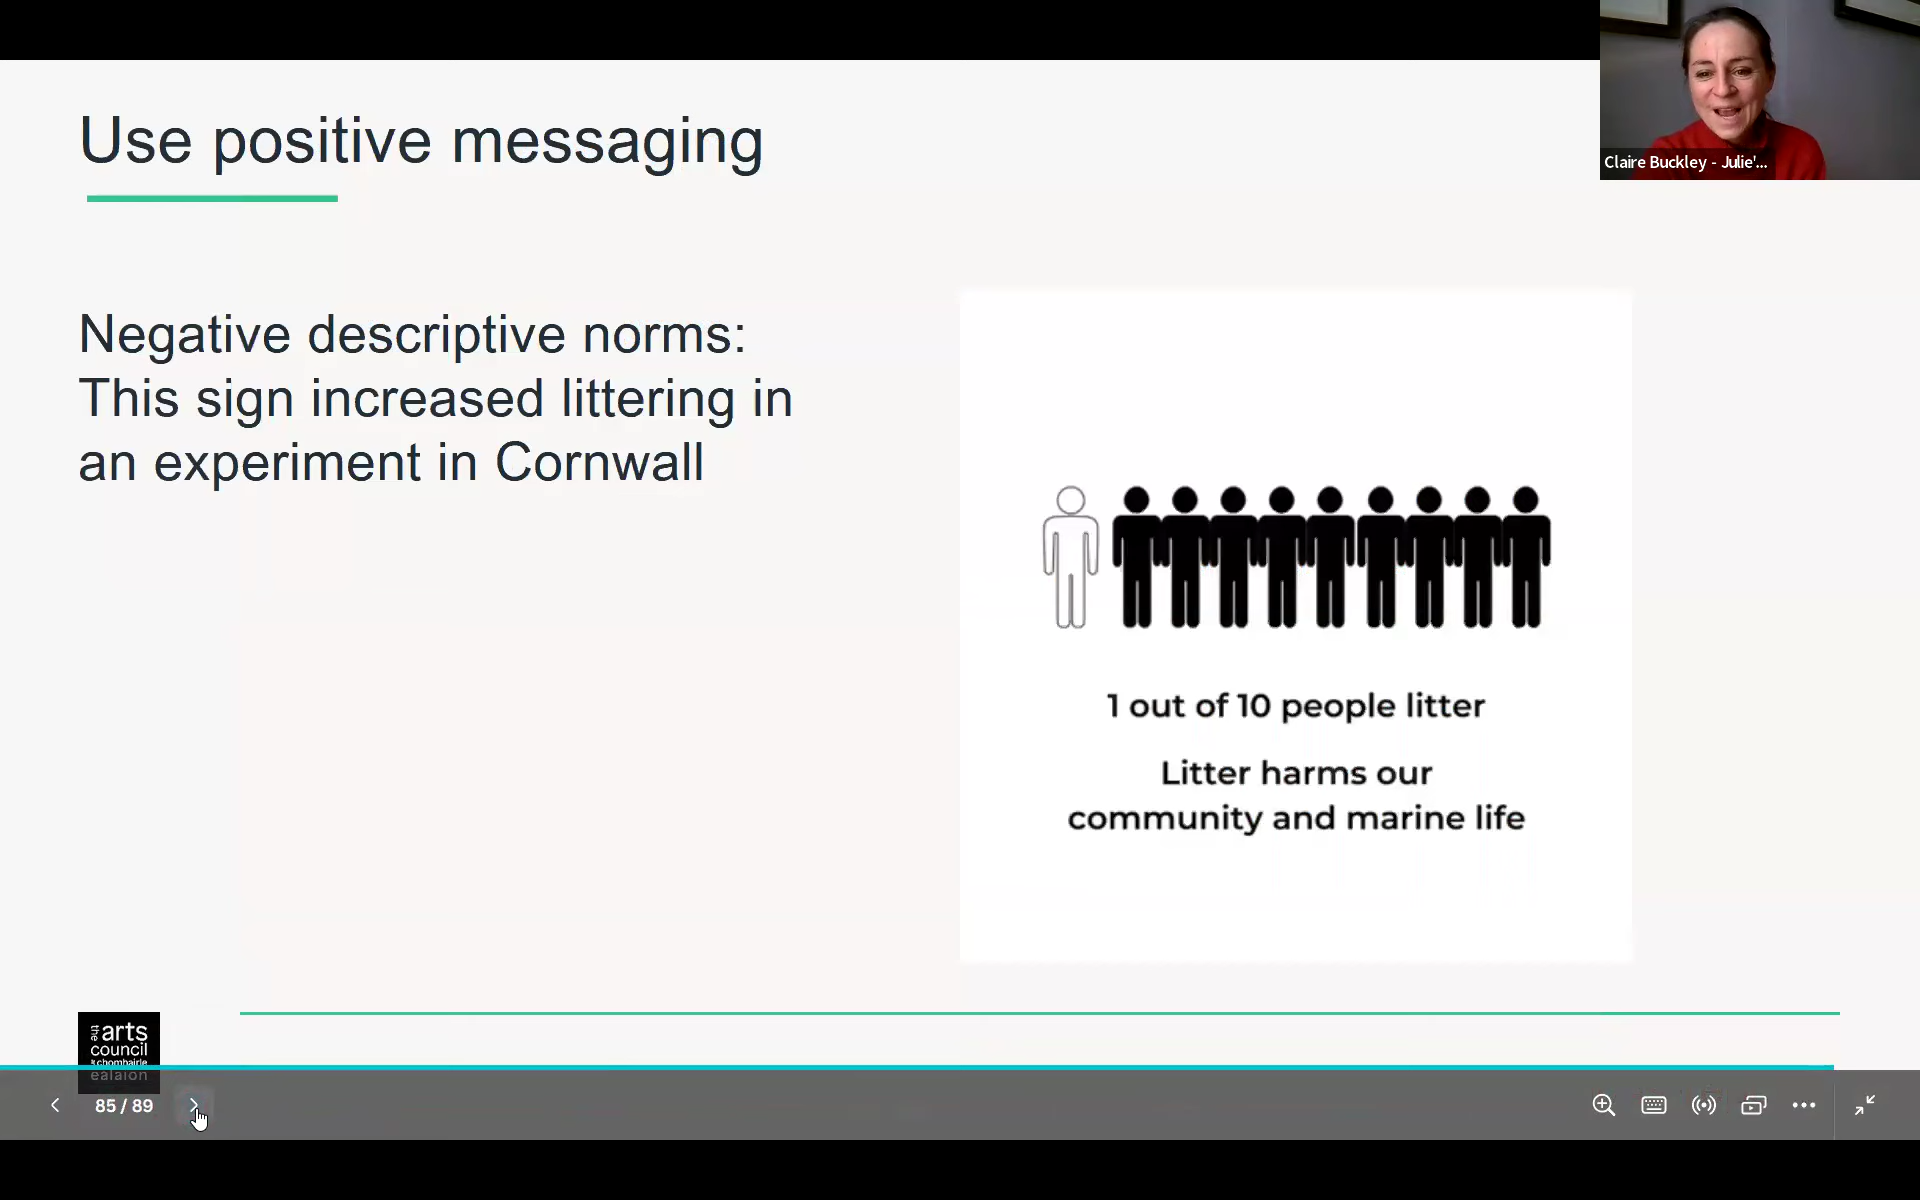 Use positive messaging
Claire Buckley - Julie'...
Negative descriptive norms:
This sign increased littering in
an experiment in Cornwall
1 out of 10 people litter
Litter harms our
community and marine life
the arts
council
chomhairle
ealaíon
85 / 89